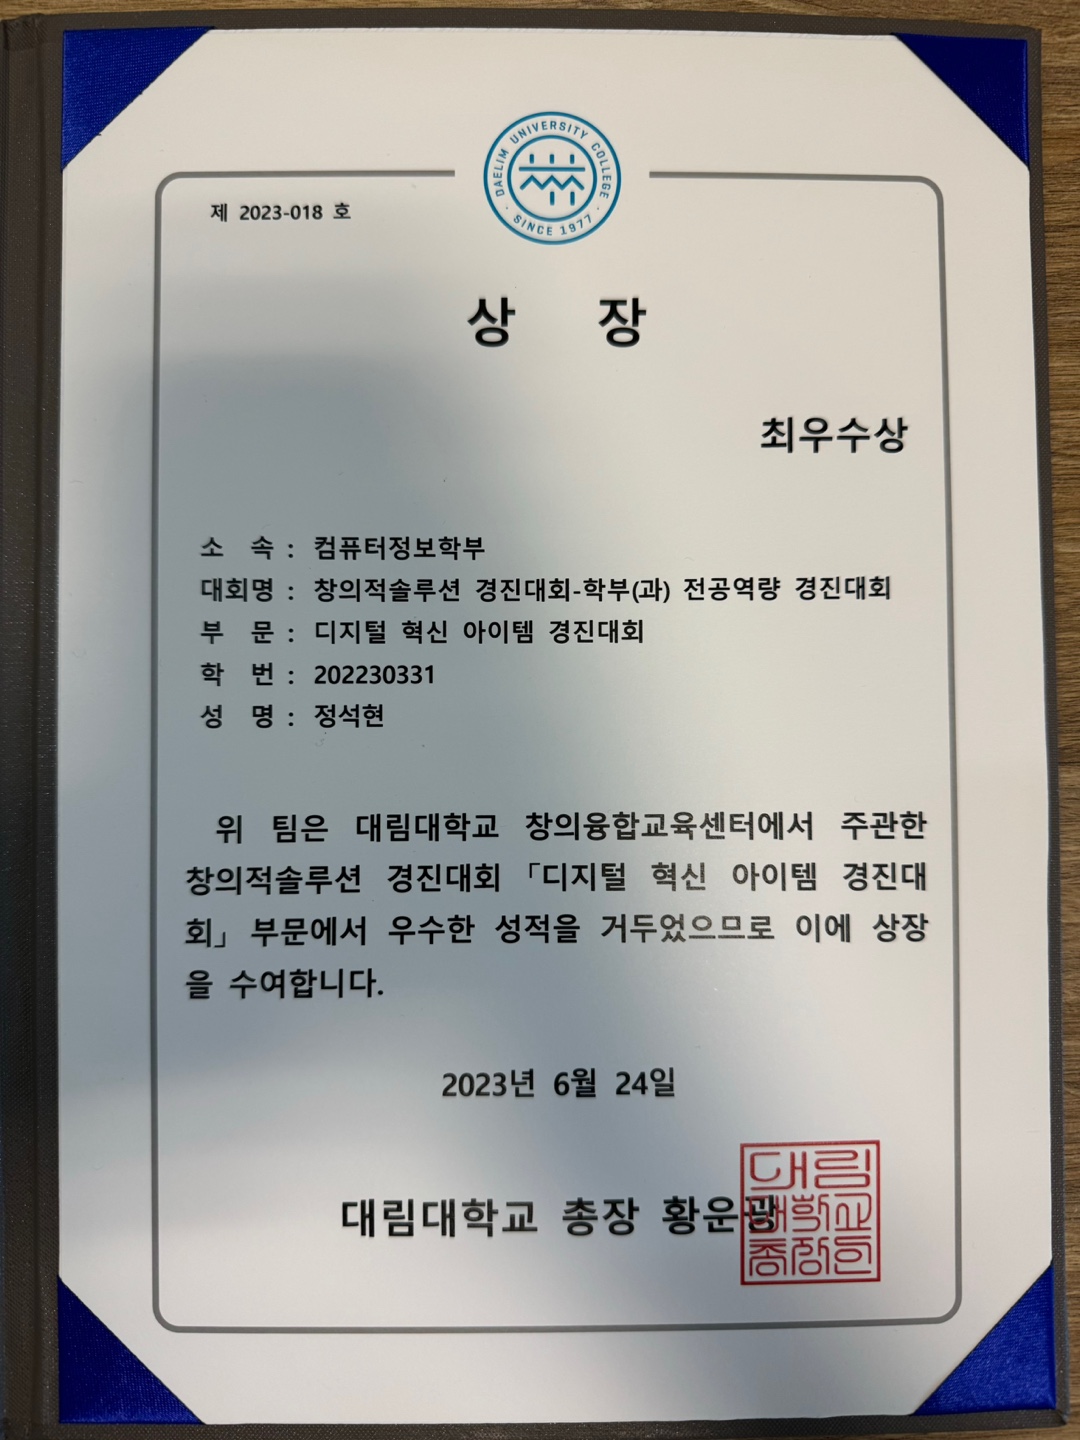 DAELIM UNIVERSITY COLLEGE
· SINCE 1977 ·
제 2023-018 호
상 장
최우수상
소 속 : 컴퓨터정보학부
대회명 : 창의적솔루션 경진대회-학부(과) 전공역량 경진대회
부 문 : 디지털 혁신 아이템 경진대회
학 번 : 202230331
성 명 : 정석현
위 팀은 대림대학교 창의융합교육센터에서 주관한
창의적솔루션 경진대회 「디지털 혁신 아이템 경진대
회」 부문에서 우수한 성적을 거두었으므로 이에 상장
을 수여합니다.
2023년 6월 24일
대림대학교 총장 황운광
대림
대학교
총장인